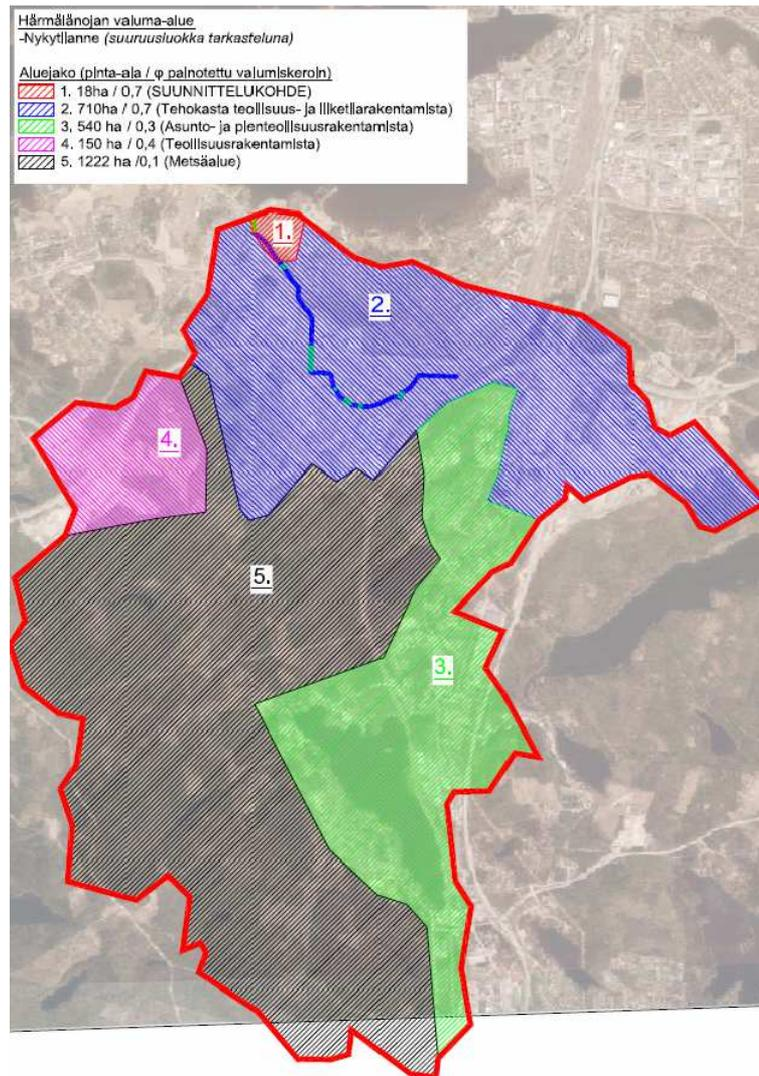 Härmälänojan valuma-alue
-Nykytilanne (suuruusluokka tarkasteluna)
Aluejako (pinta-ala / φ painotettu valumiskeroin)
1. 18ha / 0,7 (SUUNNITTELUKOHDE)
2. 710ha / 0,7 (Tehokasta teollisuus- ja liiketilarakentamista)
3. 540 ha / 0,3 (Asunto- ja pienteollisuusrakentamista)
4. 150 ha / 0,4 (Teollisuusrakentamista)
5. 1222 ha /0,1 (Metsäalue)
1.
2.
4.
5.
3.